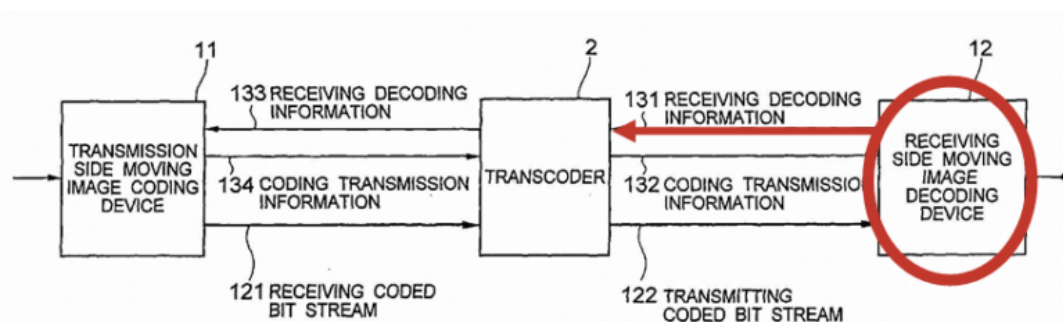 11
2
12
133 RECEIVING DECODING
INFORMATION
131 RECEIVING DECODING
INFORMATION
TRANSMISSION
SIDE MOVING
IMAGE CODING
DEVICE
134 CODING TRANSMISSION
INFORMATION
TRANSCODER
132 CODING TRANSMISSION
INFORMATION
RECEIVING
SIDE MOVING
IMAGE
DECODING
DEVICE
121 RECEIVING CODED
BIT STREAM
122 TRANSMITTING
CODED BIT STREAM